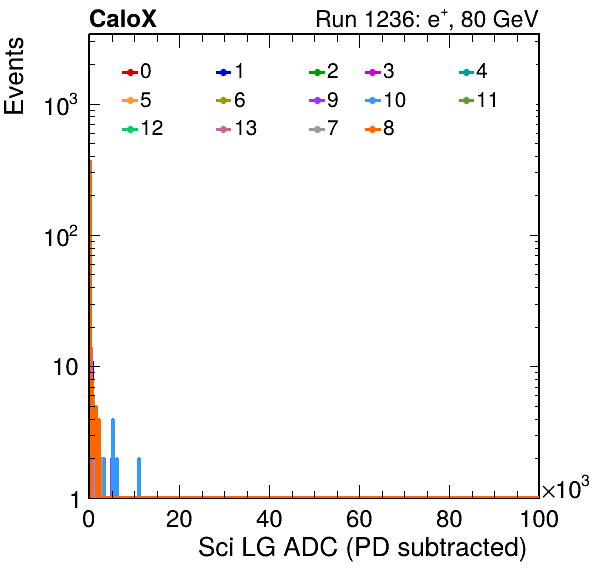 CaloX Run 1236: e⁺, 80 GeV
Events
0 1 2 3 4
5 6 9 10 11
12 13 7 8
10³
10²
10
1
0 20 40 60 80 100
×10³
Sci LG ADC (PD subtracted)